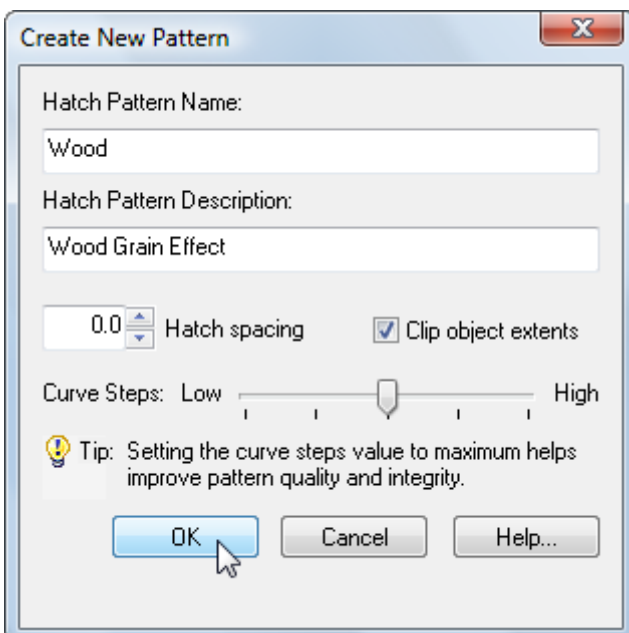 Create New Pattern
Hatch Pattern Name:
Wood
Hatch Pattern Description:
Wood Grain Effect
0.0 Hatch spacing Clip object extents
Curve Steps: Low High
Tip: Setting the curve steps value to maximum helps
improve pattern quality and integrity.
OK Cancel Help...